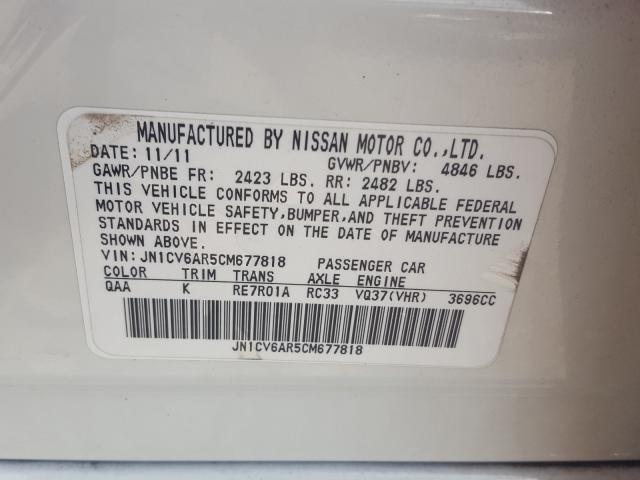 MANUFACTURED BY NISSAN MOTOR CO.,LTD.
DATE: 11/11 GVWR/PNBV: 4846 LBS.
GAWR/PNBE FR: 2423 LBS. RR: 2482 LBS.
THIS VEHICLE CONFORMS TO ALL APPLICABLE FEDERAL
MOTOR VEHICLE SAFETY,BUMPER,AND THEFT PREVENTION
STANDARDS IN EFFECT ON THE DATE OF MANUFACTURE
SHOWN ABOVE.
VIN: JN1CV6AR5CM677818 PASSENGER CAR
COLOR TRIM TRANS AXLE ENGINE
QAA K RE7R01A RC33 VQ37(VHR) 3696CC
JN1CV6AR5CM677818